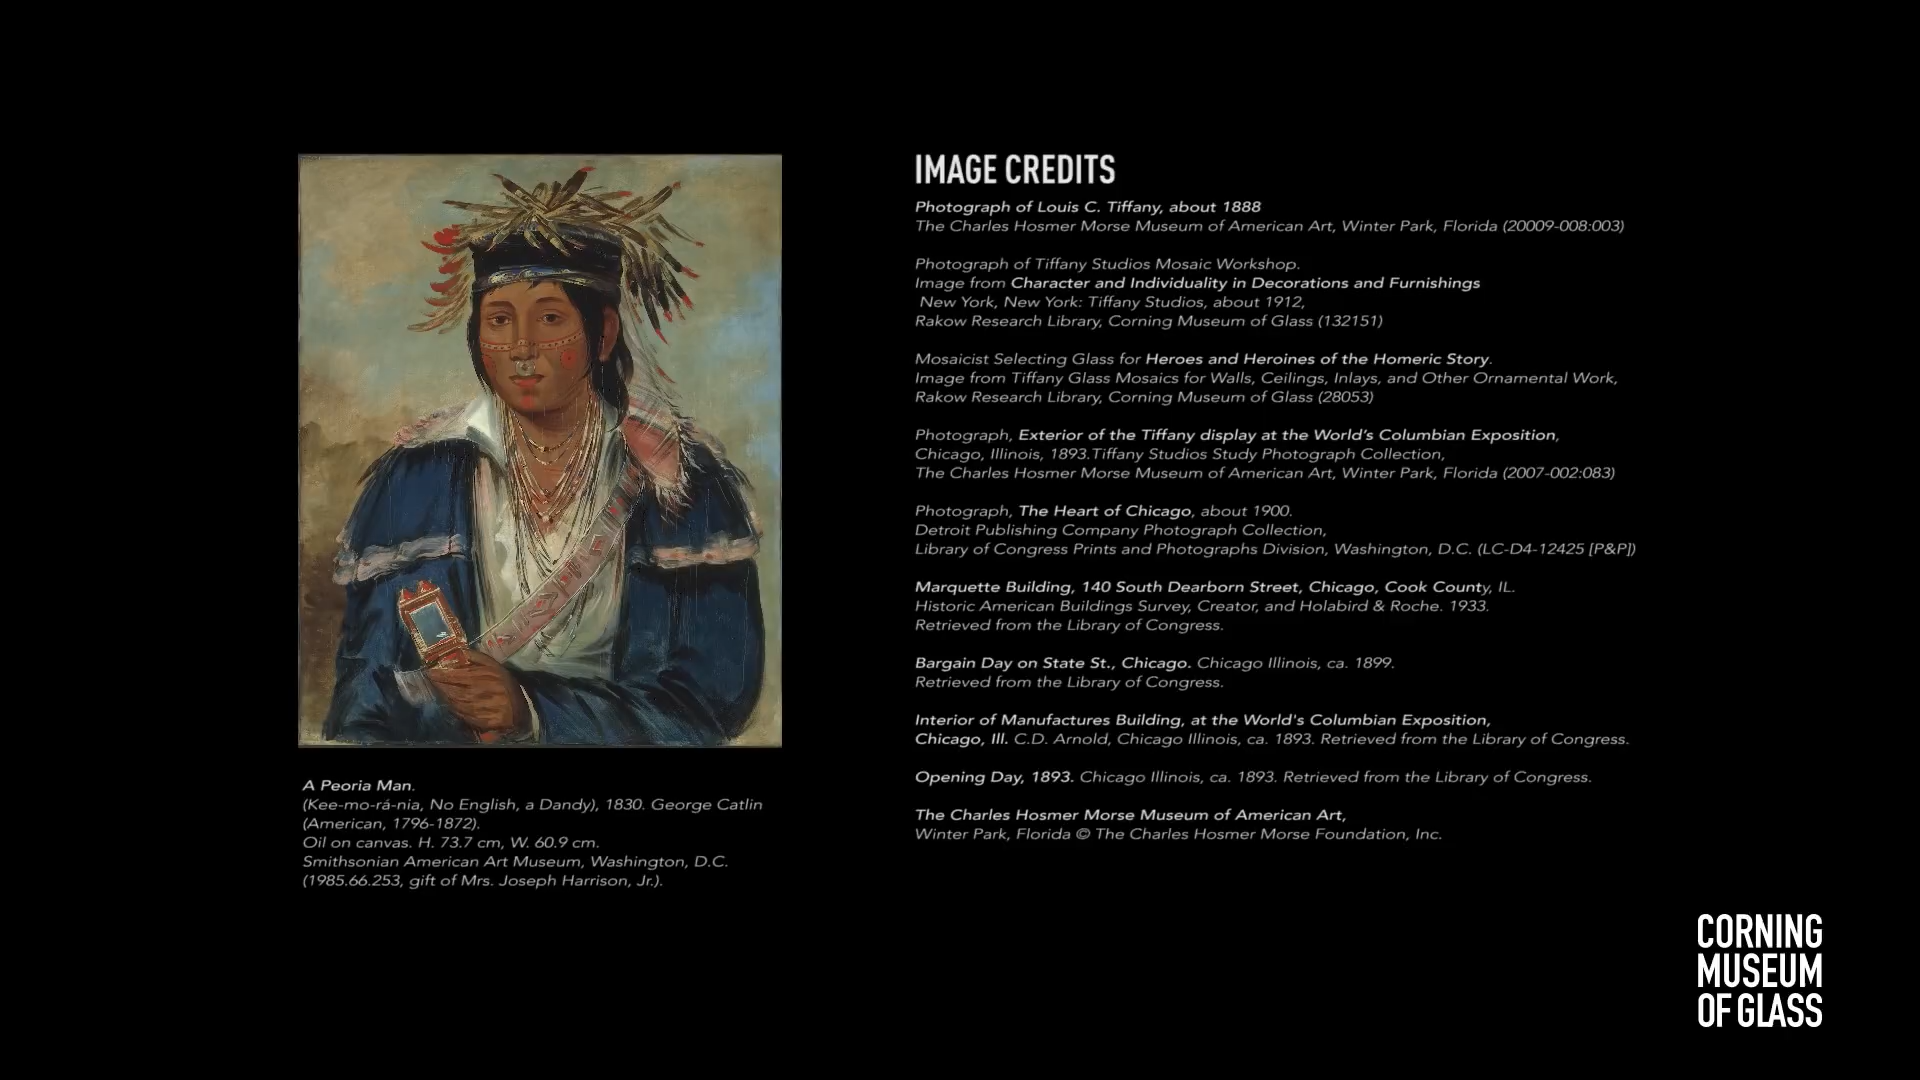 A Peoria Man.
(Kee-mo-rá-nia, No English, a Dandy), 1830. George Catlin
(American, 1796-1872).
Oil on canvas. H. 73.7 cm, W. 60.9 cm.
Smithsonian American Art Museum, Washington, D.C.
(1985.66.253, gift of Mrs. Joseph Harrison, Jr.).
IMAGE CREDITS
Photograph of Louis C. Tiffany, about 1888
The Charles Hosmer Morse Museum of American Art, Winter Park, Florida (20009-008:003)
Photograph of Tiffany Studios Mosaic Workshop.
Image from Character and Individuality in Decorations and Furnishings
New York, New York: Tiffany Studios, about 1912,
Rakow Research Library, Corning Museum of Glass (132151)
Mosaicist Selecting Glass for Heroes and Heroines of the Homeric Story.
Image from Tiffany Glass Mosaics for Walls, Ceilings, Inlays, and Other Ornamental Work,
Rakow Research Library, Corning Museum of Glass (28053)
Photograph, Exterior of the Tiffany display at the World's Columbian Exposition,
Chicago, Illinois, 1893.Tiffany Studios Study Photograph Collection,
The Charles Hosmer Morse Museum of American Art, Winter Park, Florida (2007-002:083)
Photograph, The Heart of Chicago, about 1900.
Detroit Publishing Company Photograph Collection,
Library of Congress Prints and Photographs Division, Washington, D.C. (LC-D4-12425 [P&P])
Marquette Building, 140 South Dearborn Street, Chicago, Cook County, IL.
Historic American Buildings Survey, Creator, and Holabird & Roche. 1933.
Retrieved from the Library of Congress.
Bargain Day on State St., Chicago. Chicago Illinois, ca. 1899.
Retrieved from the Library of Congress.
Interior of Manufactures Building, at the World's Columbian Exposition,
Chicago, Ill. C.D. Arnold, Chicago Illinois, ca. 1893. Retrieved from the Library of Congress.
Opening Day, 1893. Chicago Illinois, ca. 1893. Retrieved from the Library of Congress.
The Charles Hosmer Morse Museum of American Art,
Winter Park, Florida © The Charles Hosmer Morse Foundation, Inc.
CORNING
MUSEUM
OF GLASS